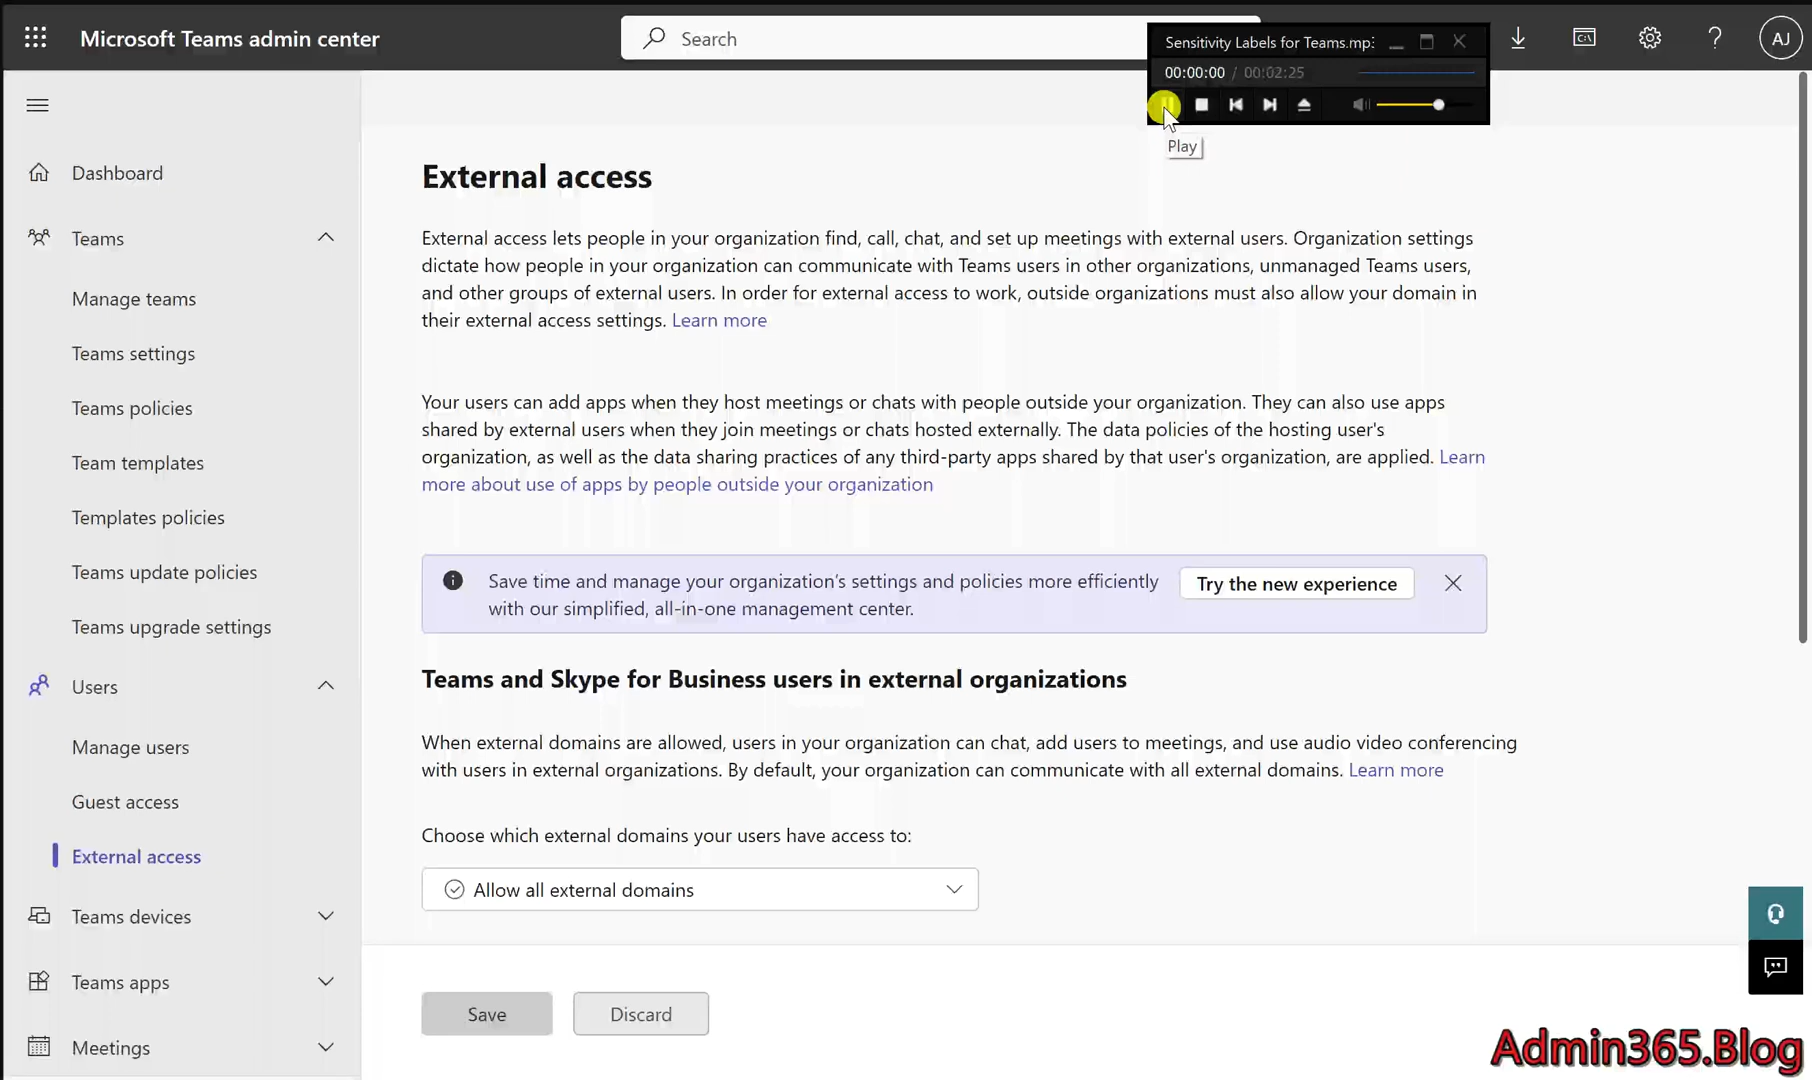 Microsoft Teams admin center
Search
Sensitivity Labels for Teams.mp3
00:00:00 / 00:02:25
Play
AJ
Dashboard
Teams
Manage teams
Teams settings
Teams policies
Team templates
Templates policies
Teams update policies
Teams upgrade settings
Users
Manage users
Guest access
External access
Teams devices
Teams apps
Meetings
External access
External access lets people in your organization find, call, chat, and set up meetings with external users. Organization settings
dictate how people in your organization can communicate with Teams users in other organizations, unmanaged Teams users,
and other groups of external users. In order for external access to work, outside organizations must also allow your domain in
their external access settings. Learn more
Your users can add apps when they host meetings or chats with people outside your organization. They can also use apps
shared by external users when they join meetings or chats hosted externally. The data policies of the hosting user's
organization, as well as the data sharing practices of any third-party apps shared by that user's organization, are applied. Learn
more about use of apps by people outside your organization
Save time and manage your organization's settings and policies more efficiently
with our simplified, all-in-one management center.
Try the new experience
Teams and Skype for Business users in external organizations
When external domains are allowed, users in your organization can chat, add users to meetings, and use audio video conferencing
with users in external organizations. By default, your organization can communicate with all external domains. Learn more
Choose which external domains your users have access to:
Allow all external domains
Save
Discard
Admin365.Blog